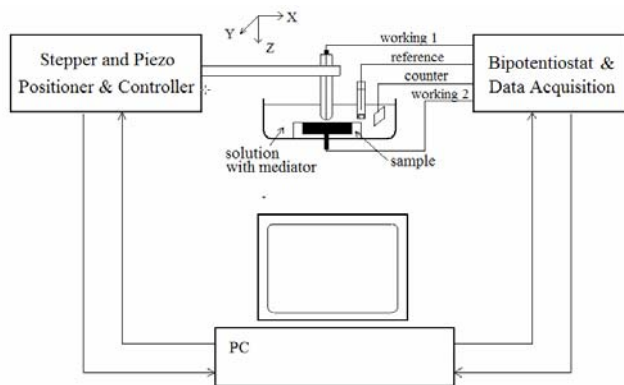 X
Y
Z
Stepper and Piezo
Positioner & Controller
working 1
reference
counter
working 2
Bipotentiostat &
Data Acquisition
solution
with mediator
sample
PC